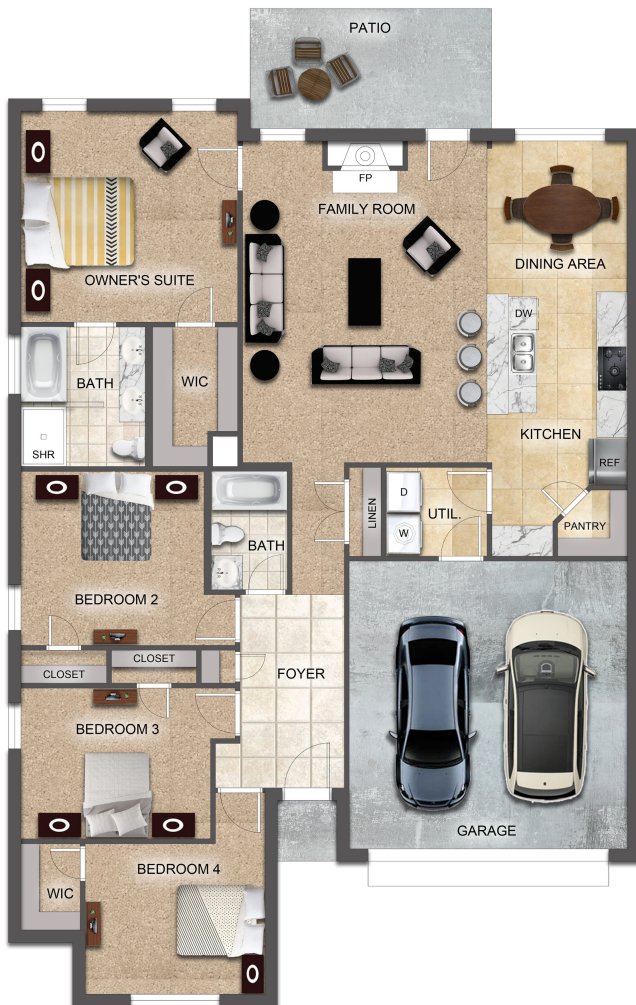 PATIO
FP
FAMILY ROOM
DINING AREA
OWNER'S SUITE
DW
BATH
WIC
KITCHEN
SHR
REF
D
LINEN
UTIL.
PANTRY
W
BATH
BEDROOM 2
CLOSET
CLOSET
FOYER
BEDROOM 3
GARAGE
BEDROOM 4
WIC